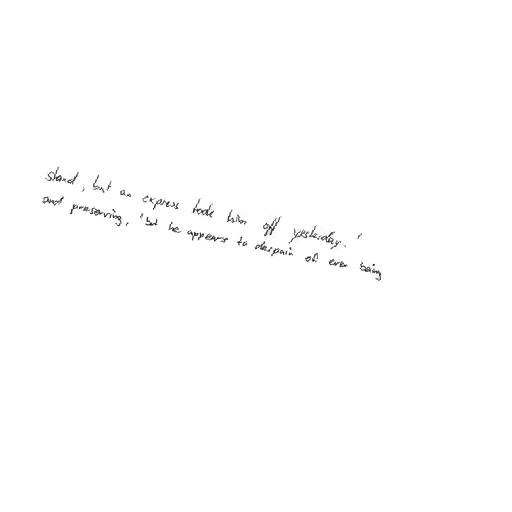 stand, but an express took him off yesterday. '
and preserving, 'but he appears to despair of ever being